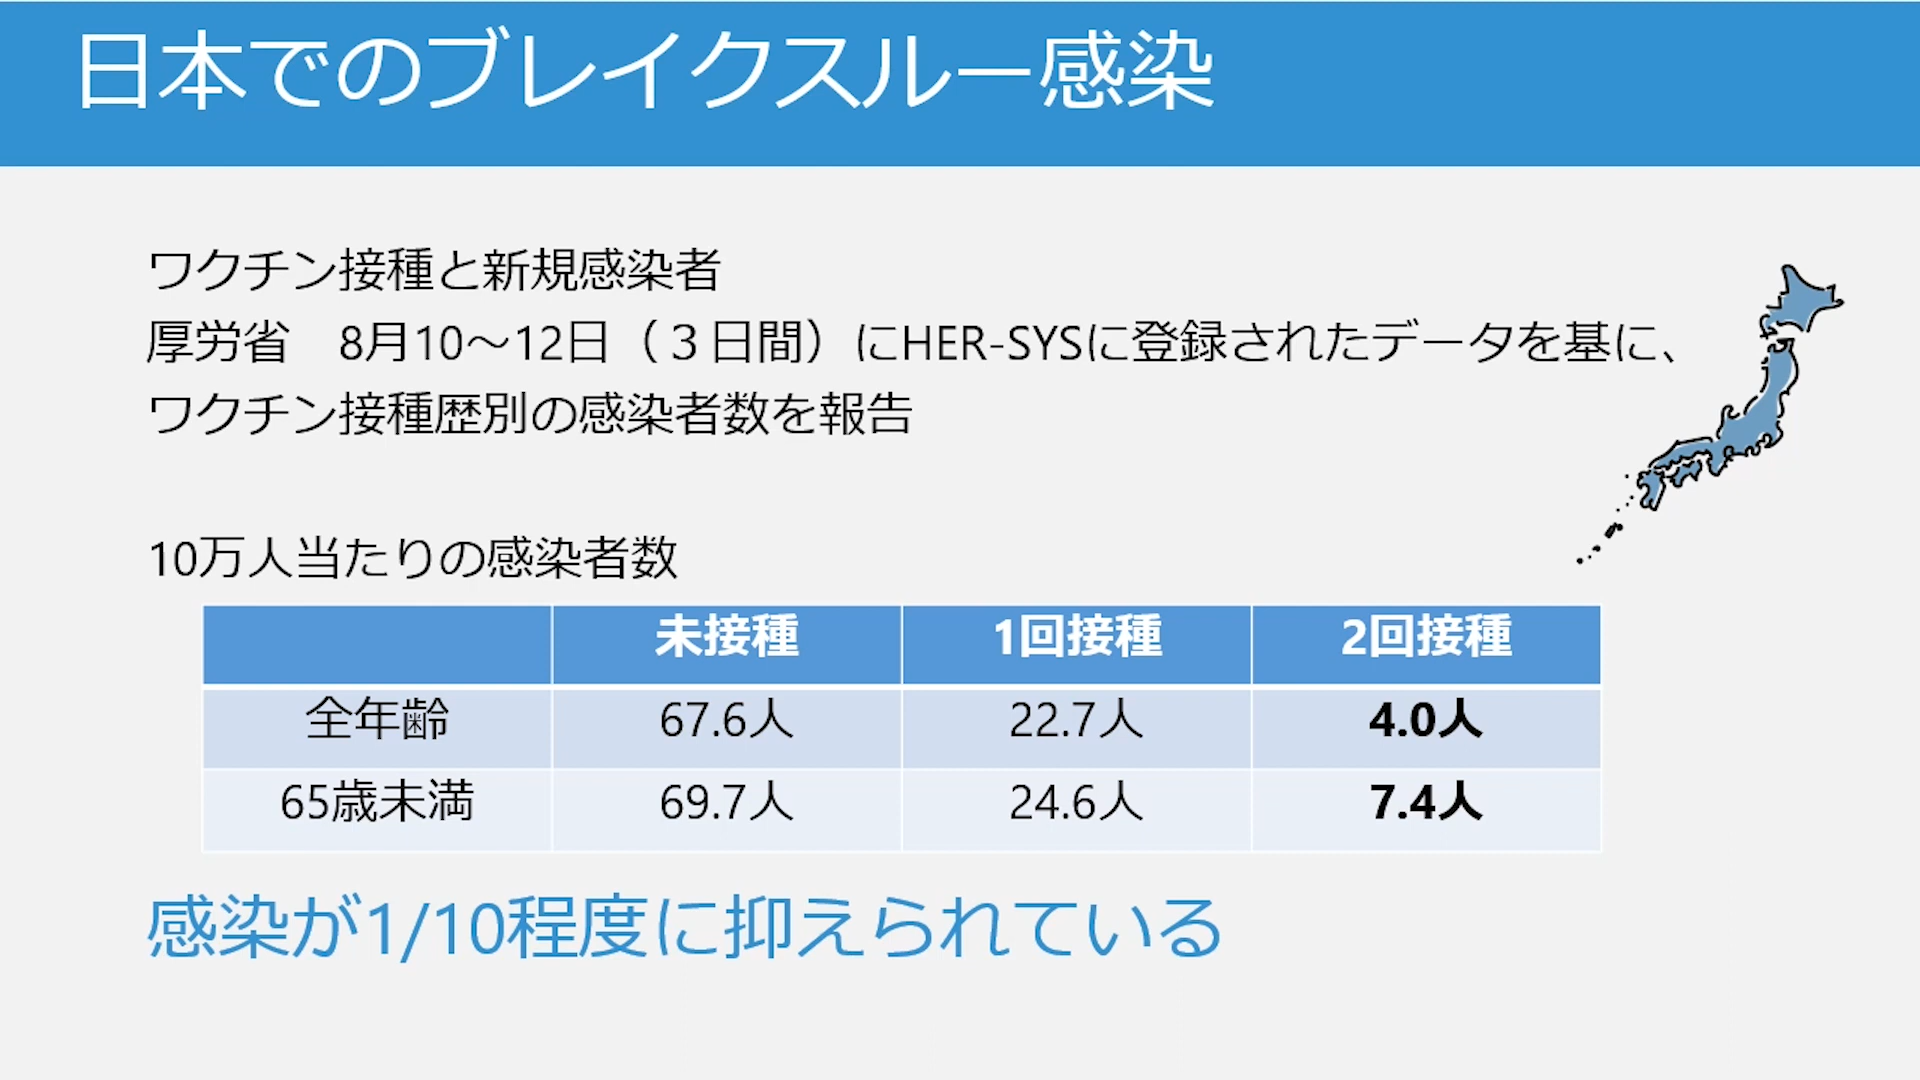 日本でのブレイクスルー感染
ワクチン接種と新規感染者
厚労省　8月10～12日（３日間）にHER-SYSに登録されたデータを基に、
ワクチン接種歴別の感染者数を報告
10万人当たりの感染者数
未接種 1回接種 2回接種
全年齢 67.6人 22.7人 4.0人
65歳未満 69.7人 24.6人 7.4人
感染が1/10程度に抑えられている